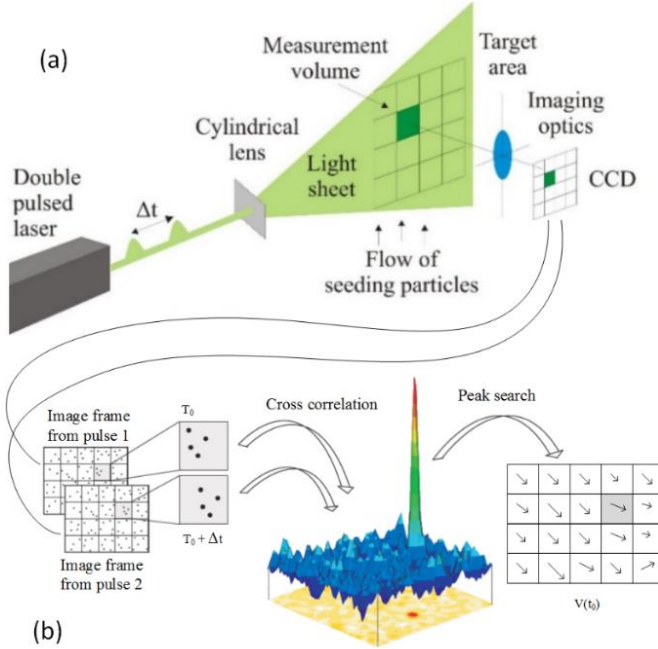 (a)
Measurement
volume
Target
area
Cylindrical
lens
Imaging
optics
Double
pulsed
laser
Δt
Light
sheet
CCD
Flow of
seeding particles
Image frame
from pulse 1
T₀
Cross correlation
Peak search
T₀ + Δt
Image frame
from pulse 2
V(t₀)
(b)